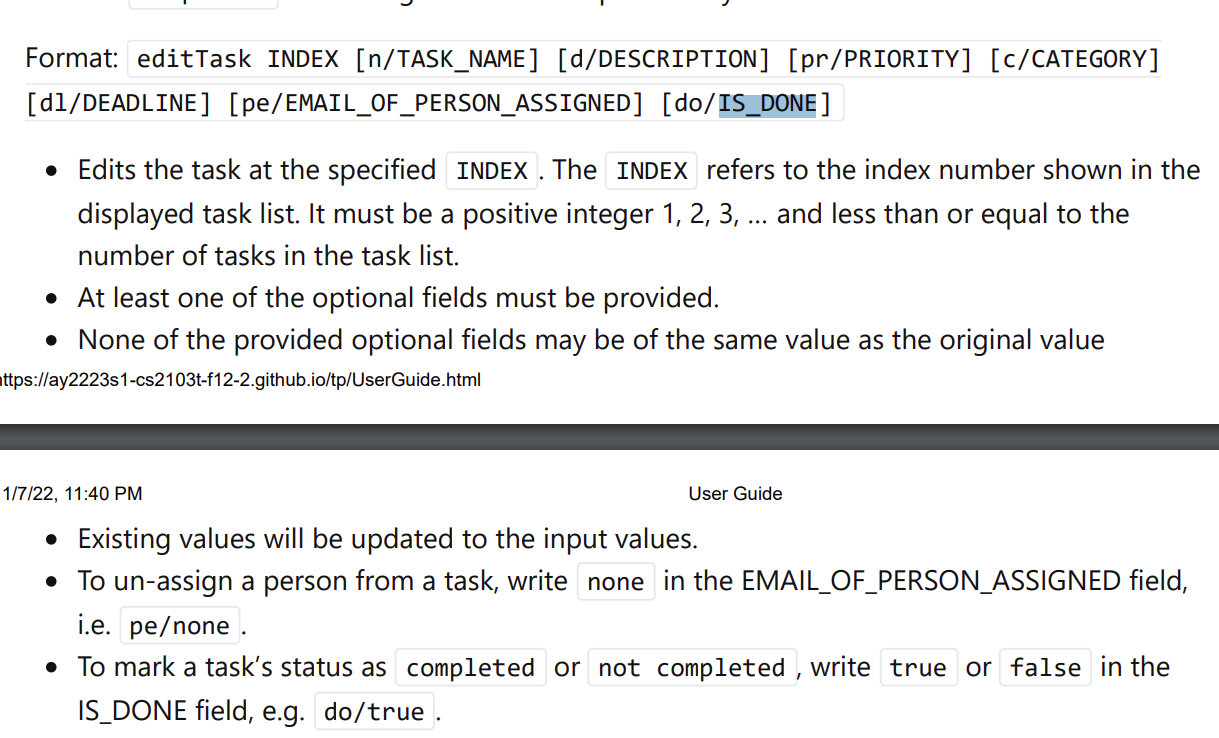 Format: editTask INDEX [n/TASK_NAME] [d/DESCRIPTION] [pr/PRIORITY] [c/CATEGORY]
[dl/DEADLINE] [pe/EMAIL_OF_PERSON_ASSIGNED] [do/IS_DONE]
• Edits the task at the specified INDEX. The INDEX refers to the index number shown in the
displayed task list. It must be a positive integer 1, 2, 3, … and less than or equal to the
number of tasks in the task list.
• At least one of the optional fields must be provided.
• None of the provided optional fields may be of the same value as the original value
ttps://ay2223s1-cs2103t-f12-2.github.io/tp/UserGuide.html
1/7/22, 11:40 PM User Guide
• Existing values will be updated to the input values.
• To un-assign a person from a task, write none in the EMAIL_OF_PERSON_ASSIGNED field,
i.e. pe/none.
• To mark a task’s status as completed or not completed, write true or false in the
IS_DONE field, e.g. do/true.